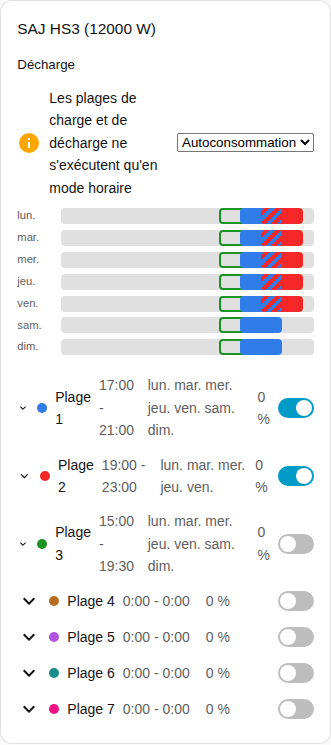 SAJ HS3 (12000 W)
Décharge
Les plages de
charge et de
décharge ne
s'exécutent qu'en
mode horaire
Autoconsommation
lun.
mar.
mer.
jeu.
ven.
sam.
dim.
Plage 1
17:00 - 21:00
lun. mar. mer.
jeu. ven. sam.
dim.
0 %
Plage 2
19:00 - 23:00
lun. mar. mer.
jeu. ven.
0 %
Plage 3
15:00 - 19:30
lun. mar. mer.
jeu. ven. sam.
dim.
0 %
Plage 4 0:00 - 0:00 0 %
Plage 5 0:00 - 0:00 0 %
Plage 6 0:00 - 0:00 0 %
Plage 7 0:00 - 0:00 0 %